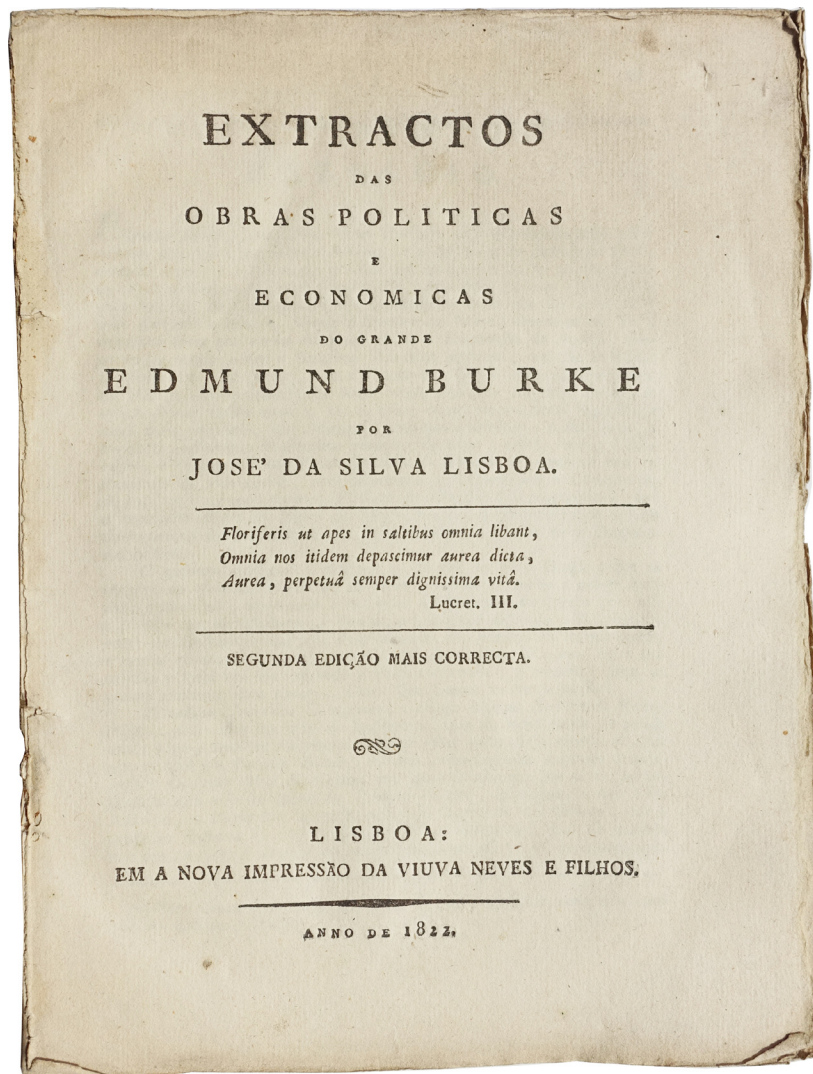 EXTRACTOS
DAS
OBRAS POLITICAS
E
ECONOMICAS
DO GRANDE
EDMUND BURKE
POR
JOSE' DA SILVA LISBOA.
Floriferis ut apes in saltibus omnia libant,
Omnia nos itidem depascimur aurea dicta,
Aurea, perpetuâ semper dignissima vitâ.
Lucret. III.
SEGUNDA EDIÇÃO MAIS CORRECTA.
LISBOA:
EM A NOVA IMPRESSÃO DA VIUVA NEVES E FILHOS.
ANNO DE 1822.